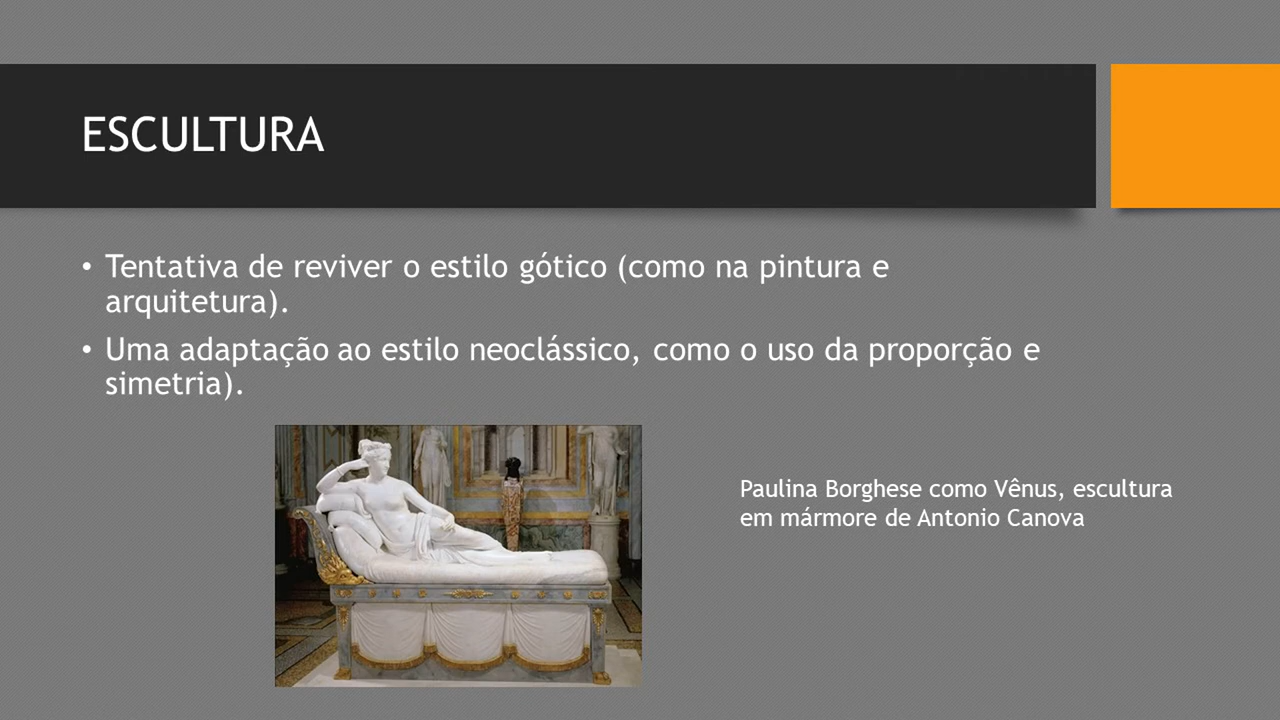 ESCULTURA
• Tentativa de reviver o estilo gótico (como na pintura e
arquitetura).
• Uma adaptação ao estilo neoclássico, como o uso da proporção e
simetria).
Paulina Borghese como Vênus, escultura
em mármore de Antonio Canova